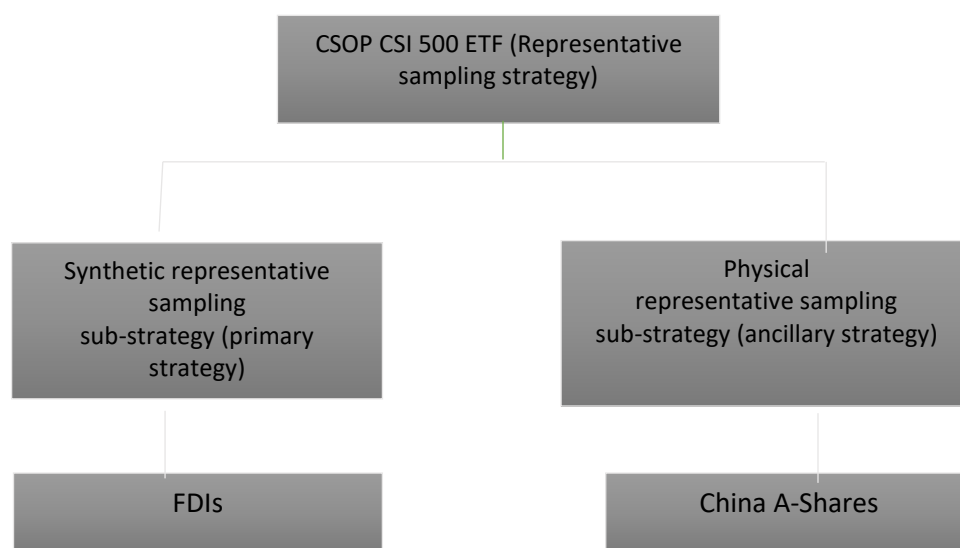 CSOP CSI 500 ETF (Representative
sampling strategy)
Synthetic representative
sampling
sub-strategy (primary
strategy)
Physical
representative sampling
sub-strategy (ancillary strategy)
FDIs
China A-Shares